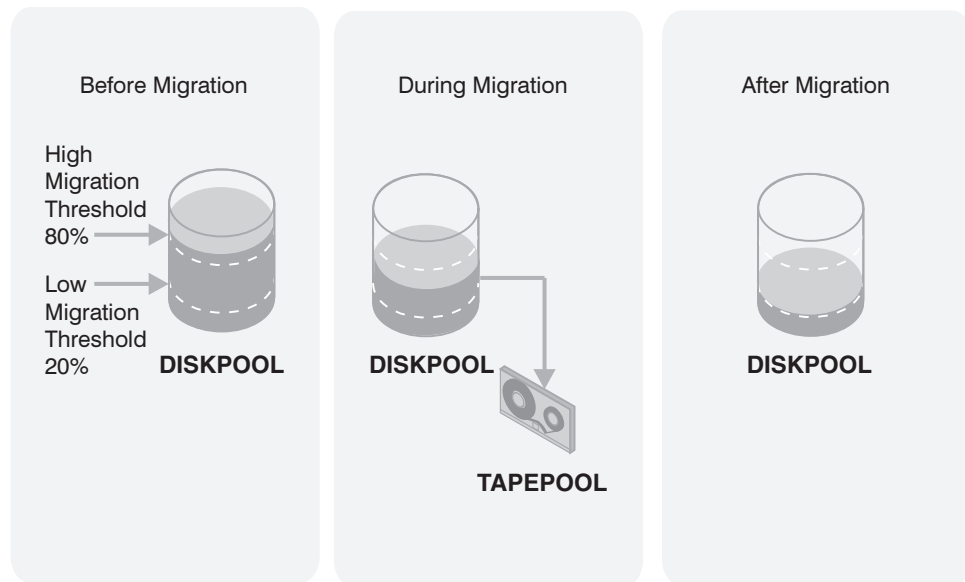 Before Migration
High
Migration
Threshold
80%
Low
Migration
Threshold
20%
DISKPOOL
During Migration
DISKPOOL
TAPEPOOL
After Migration
DISKPOOL